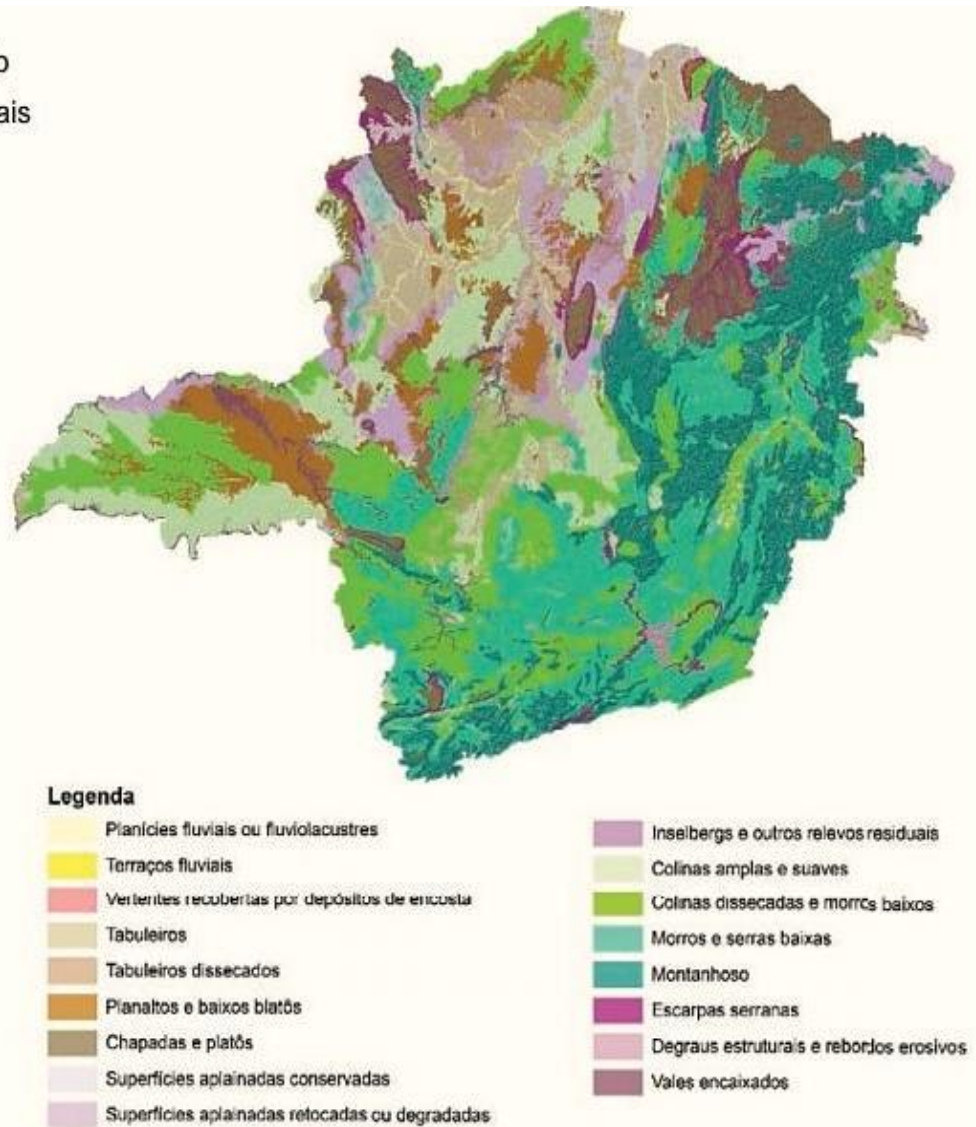 o
ais
Legenda
Planícies fluviais ou fluviolacustres
Terraços fluviais
Vertentes recobertas por depósitos de encosta
Tabuleiros
Tabuleiros dissecados
Planaltos e baixos blatôs
Chapadas e platôs
Superfícies aplainadas conservadas
Superfícies aplainadas retocadas ou degradadas
Inselbergs e outros relevos residuais
Colinas amplas e suaves
Colinas dissecadas e morros baixos
Morros e serras baixas
Montanhoso
Escarpas serranas
Degraus estruturais e rebordos erosivos
Vales encaixados